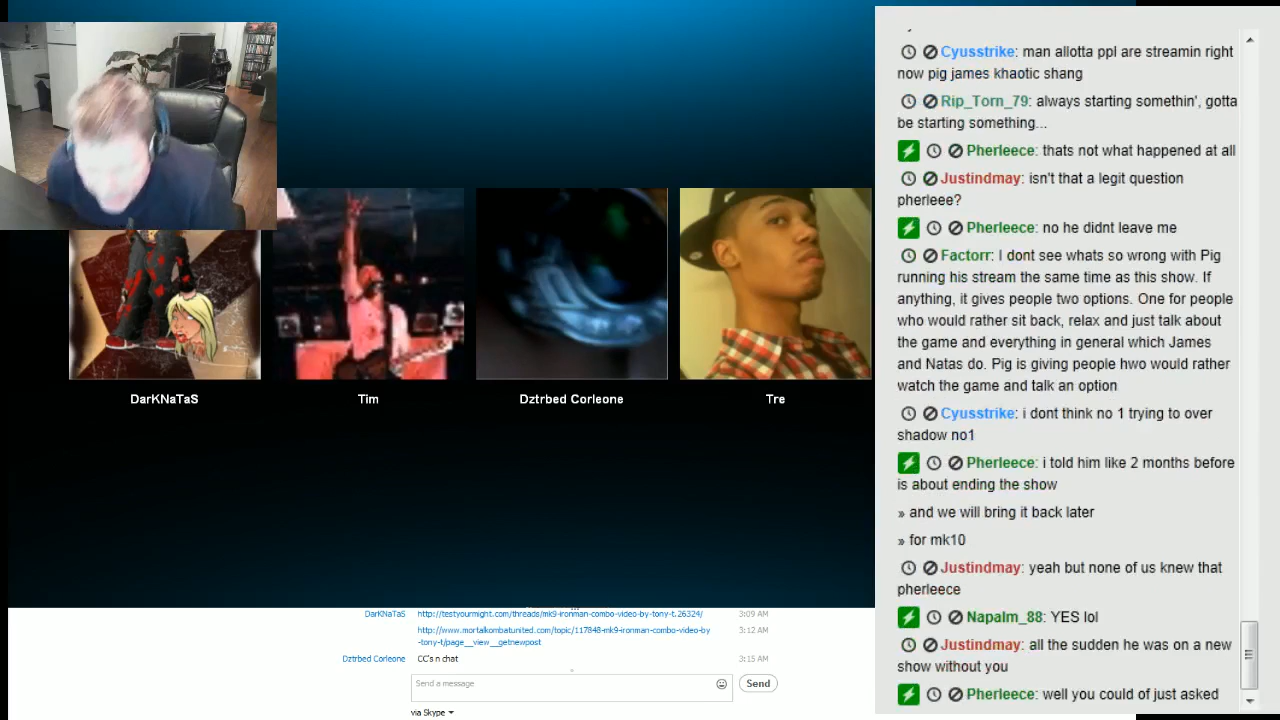 DarKNaTaS
Tim
Dztrbed Corleone
Tre
DarKNaTaS http://testyourmight.com/threads/mk9-ironman-combo-video-by-tony-t.26324/ 3:09 AM
http://www.mortalkombatunited.com/topic/117848-mk9-ironman-combo-video-by
-tony-t/page__view__getnewpost 3:12 AM
Dztrbed Corleone CC's n chat 3:15 AM
Send a message
Send
via Skype
Cyusstrike: man allotta ppl are streamin right
now pig james khaotic shang
Rip_Torn_79: always starting somethin', gotta
be starting something...
Pherleece: thats not what happened at all
Justindmay: isn't that a legit question
pherleee?
Pherleece: no he didnt leave me
Factorr: I dont see whats so wrong with Pig
running his stream the same time as this show. If
anything, it gives people two options. One for people
who would rather sit back, relax and just talk about
the game and everything in general which James
and Natas do. Pig is giving people hwo would rather
watch the game and talk an option
Cyusstrike: i dont think no 1 trying to over
shadow no1
Pherleece: i told him like 2 months before
is about ending the show
» and we will bring it back later
» for mk10
Justindmay: yeah but none of us knew that
pherleece
Napalm_88: YES lol
Justindmay: all the sudden he was on a new
show without you
Pherleece: well you could of just asked